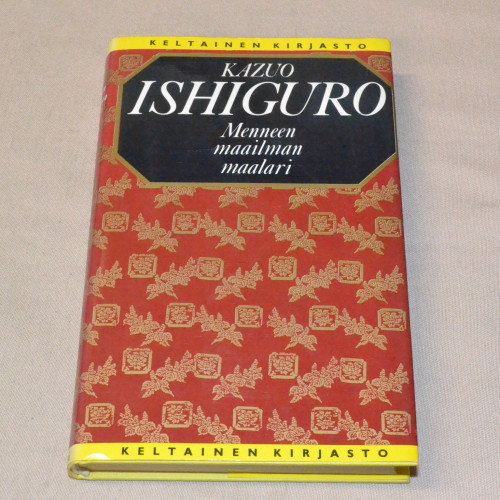 KELTAINEN KIRJASTO
KAZUO
ISHIGURO
Menneen
maailman
maalari
KELTAINEN KIRJASTO